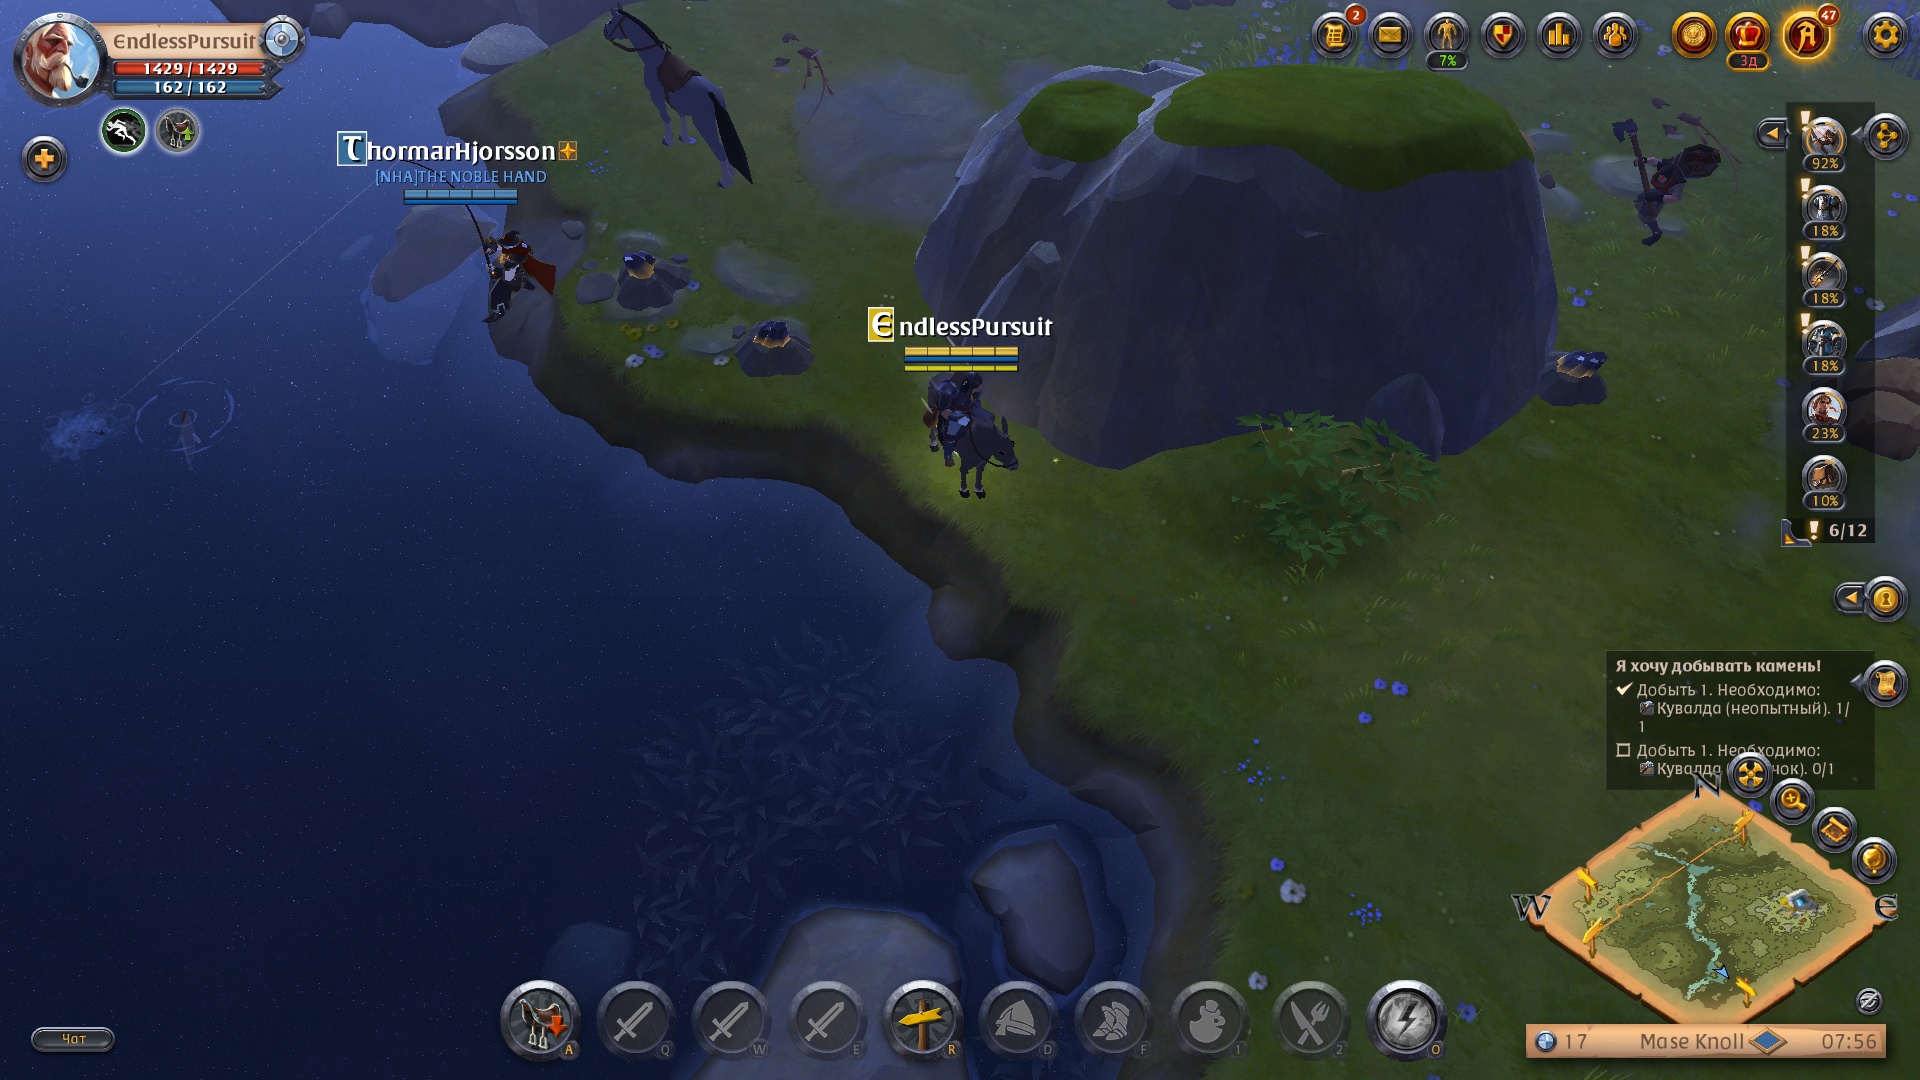 EndlessPursuit
1429 / 1429
162 / 162
2
7%
3д
47
ThormarHjorsson
[NHA]THE NOBLE HAND
EndlessPursuit
92%
18%
18%
18%
23%
10%
6/12
Я хочу добывать камень!
Добыть 1. Необходимо:
Кувалда (неопытный). 1/
1
Добыть 1. Необходимо:
Кувалда 0/1
N
W
E
A
Q
W
E
R
D
F
1
2
O
Чат
17
Mase Knoll
07:56